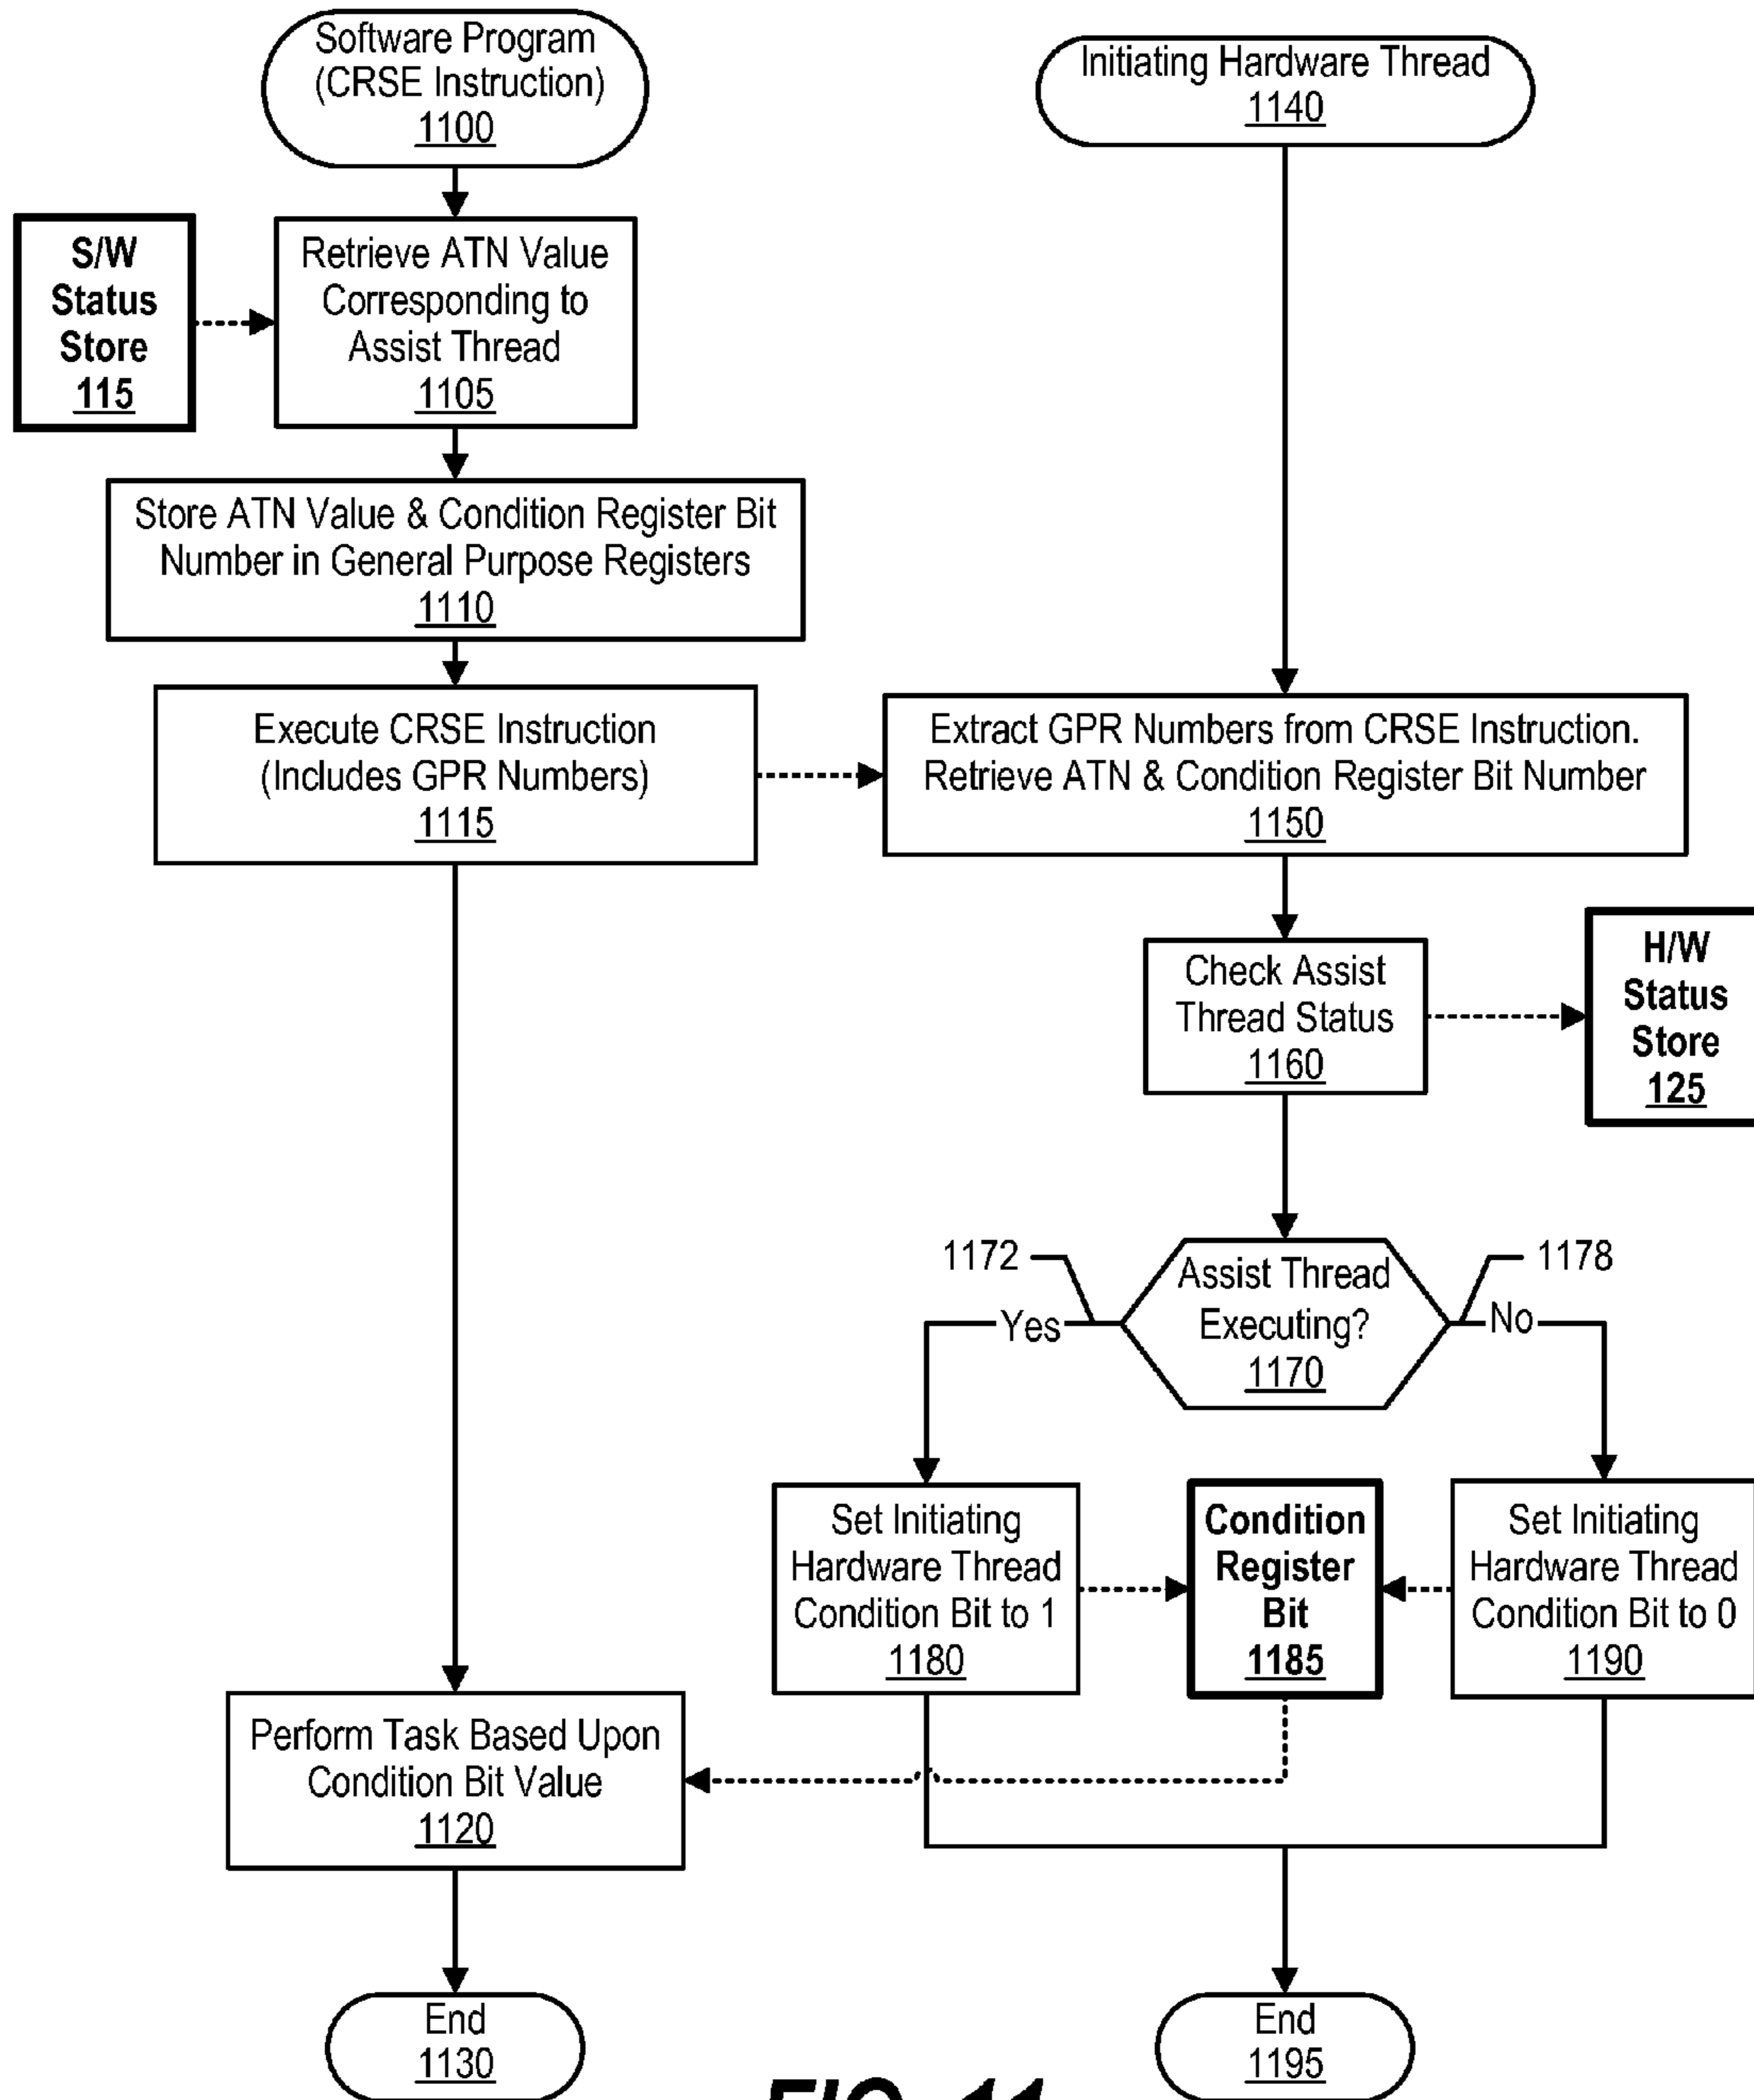 Software Program
(CRSE Instruction)
1100
Initiating Hardware Thread
1140
S/W
Status
Store
115
Retrieve ATN Value
Corresponding to
Assist Thread
1105
Store ATN Value & Condition Register Bit
Number in General Purpose Registers
1110
Execute CRSE Instruction
(Includes GPR Numbers)
1115
Extract GPR Numbers from CRSE Instruction.
Retrieve ATN & Condition Register Bit Number
1150
Check Assist
Thread Status
1160
H/W
Status
Store
125
1172
1178
Assist Thread
Executing?
1170
Yes
No
Set Initiating
Hardware Thread
Condition Bit to 1
1180
Condition
Register
Bit
1185
Set Initiating
Hardware Thread
Condition Bit to 0
1190
Perform Task Based Upon
Condition Bit Value
1120
End
1130
End
1195
FIG. 11